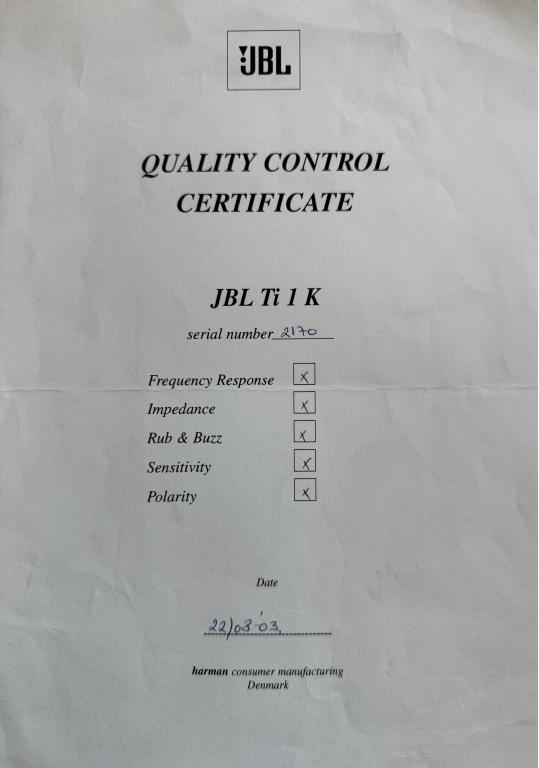 JBL
QUALITY CONTROL
CERTIFICATE
JBL Ti 1 K
serial number 2170
Frequency Response x
Impedance x
Rub & Buzz x
Sensitivity x
Polarity x
Date
22/08-03.
harman consumer manufacturing
Denmark